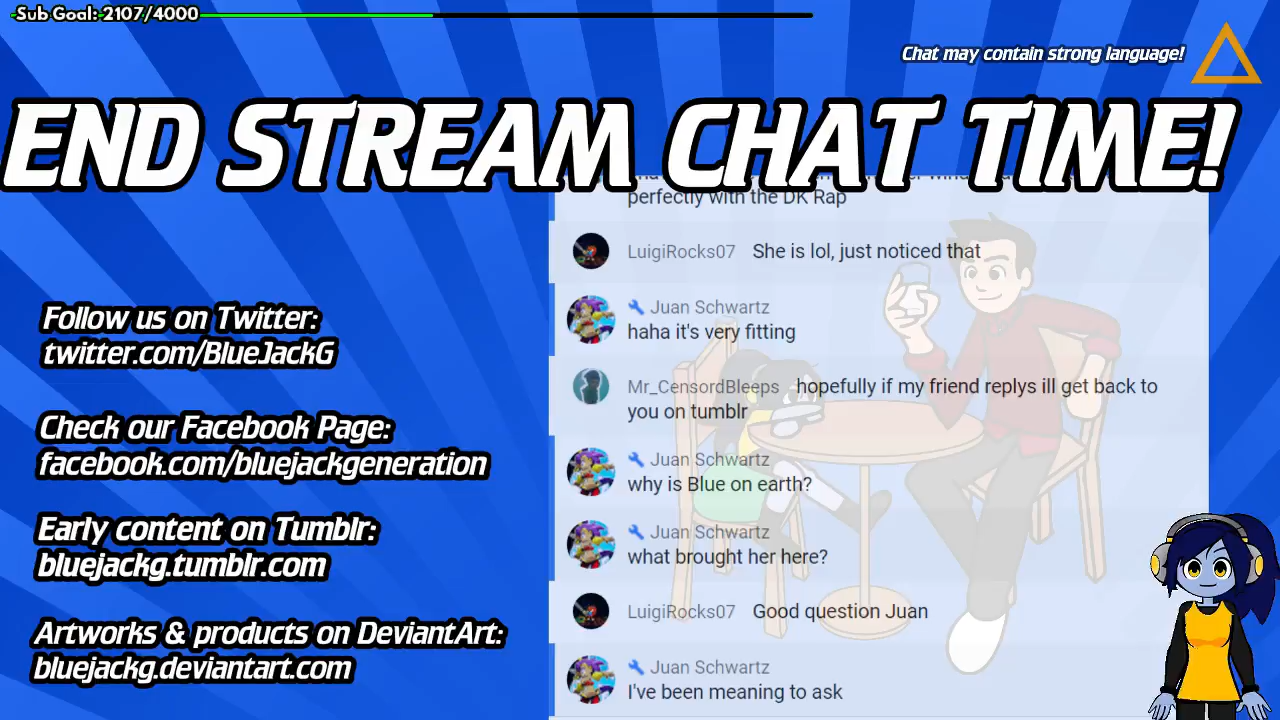 Sub Goal: 2107/4000
Chat may contain strong language!
END STREAM CHAT TIME!
perfectly with the DK Rap
LuigiRocks07 She is lol, just noticed that
Juan Schwartz
haha it's very fitting
Mr_CensordBleeps hopefully if my friend replys ill get back to
you on tumblr
Juan Schwartz
why is Blue on earth?
Juan Schwartz
what brought her here?
LuigiRocks07 Good question Juan
Juan Schwartz
I've been meaning to ask
Follow us on Twitter:
twitter.com/BlueJackG
Check our Facebook Page:
facebook.com/bluejackgeneration
Early content on Tumblr:
bluejackg.tumblr.com
Artworks & products on DeviantArt:
bluejackg.deviantart.com